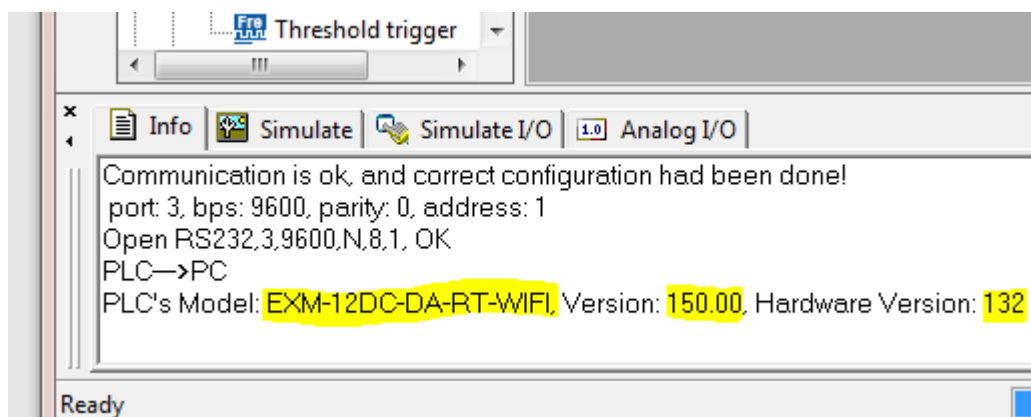 Fre Threshold trigger
Info Simulate Simulate I/O 1.0 Analog I/O
Communication is ok, and correct configuration had been done!
port: 3, bps: 9600, parity: 0, address: 1
Open RS232,3,9600,N,8,1, OK
PLC—>PC
PLC's Model: EXM-12DC-DA-RT-WIFI, Version: 150.00, Hardware Version: 132
Ready